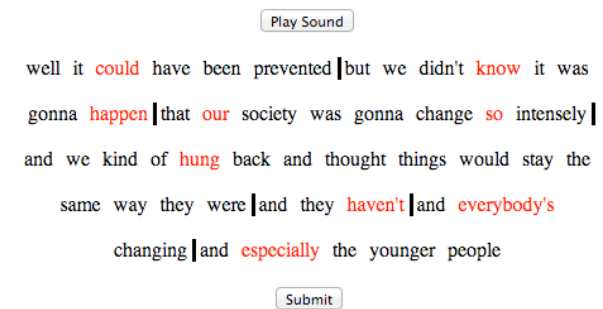 Play Sound
well it could have been prevented but we didn't know it was
gonna happen that our society was gonna change so intensely
and we kind of hung back and thought things would stay the
same way they were and they haven't and everybody's
changing and especially the younger people
Submit